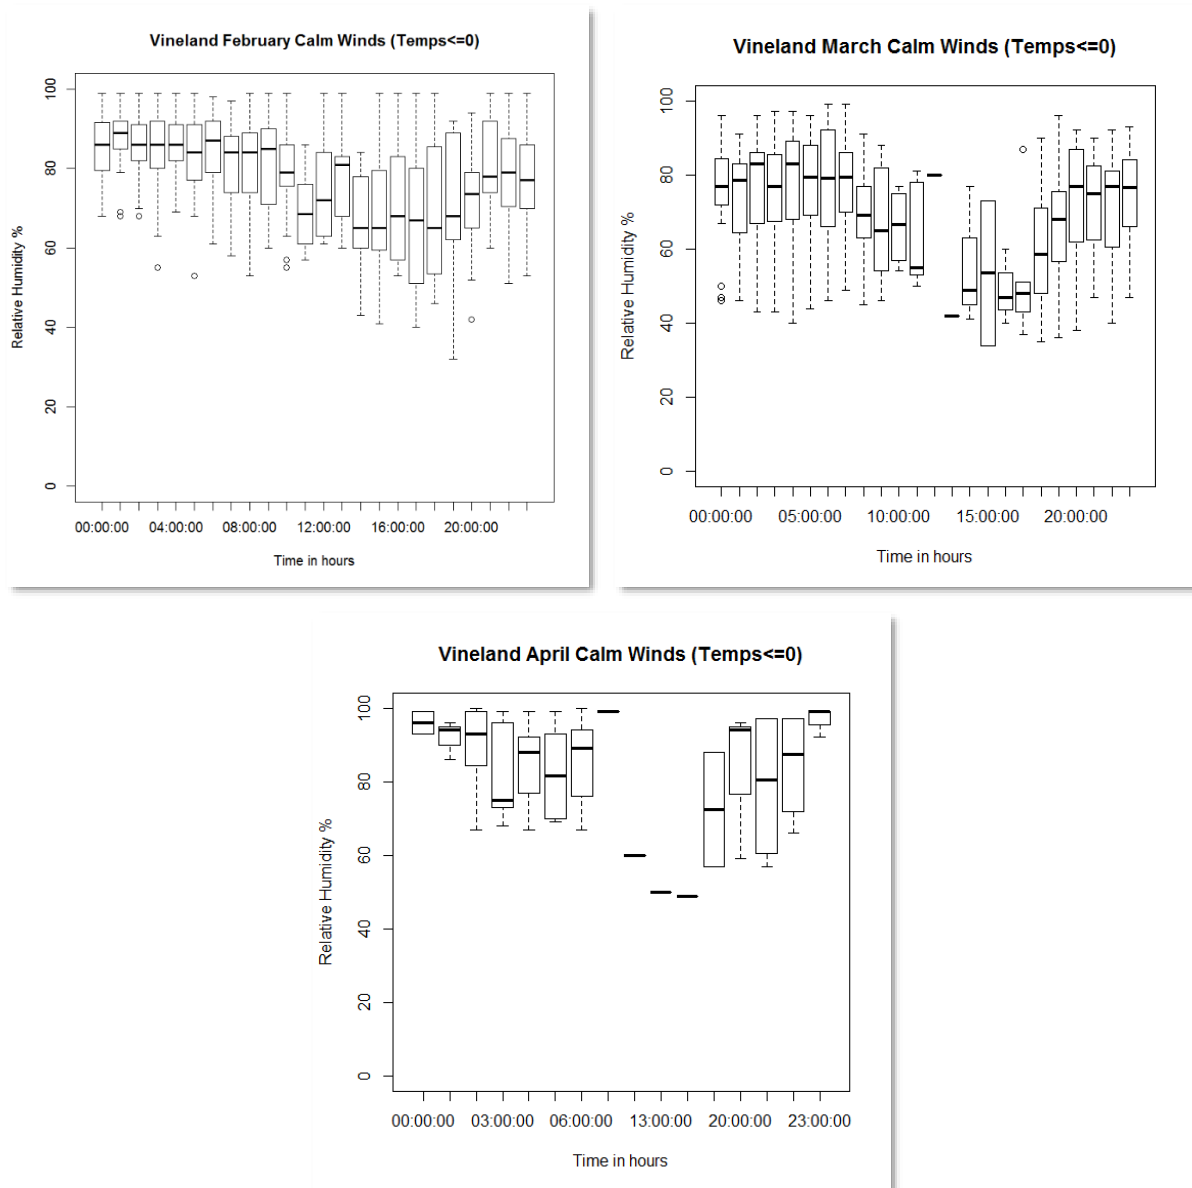 Vineland February Calm Winds (Temps<=0)
Relative Humidity %
100
80
60
40
20
0
00:00:00 04:00:00 08:00:00 12:00:00 16:00:00 20:00:00
Time in hours
Vineland March Calm Winds (Temps<=0)
Relative Humidity %
100
80
60
40
20
0
00:00:00 05:00:00 10:00:00 15:00:00 20:00:00
Time in hours
Vineland April Calm Winds (Temps<=0)
Relative Humidity %
100
80
60
40
20
0
00:00:00 03:00:00 06:00:00 13:00:00 20:00:00 23:00:00
Time in hours